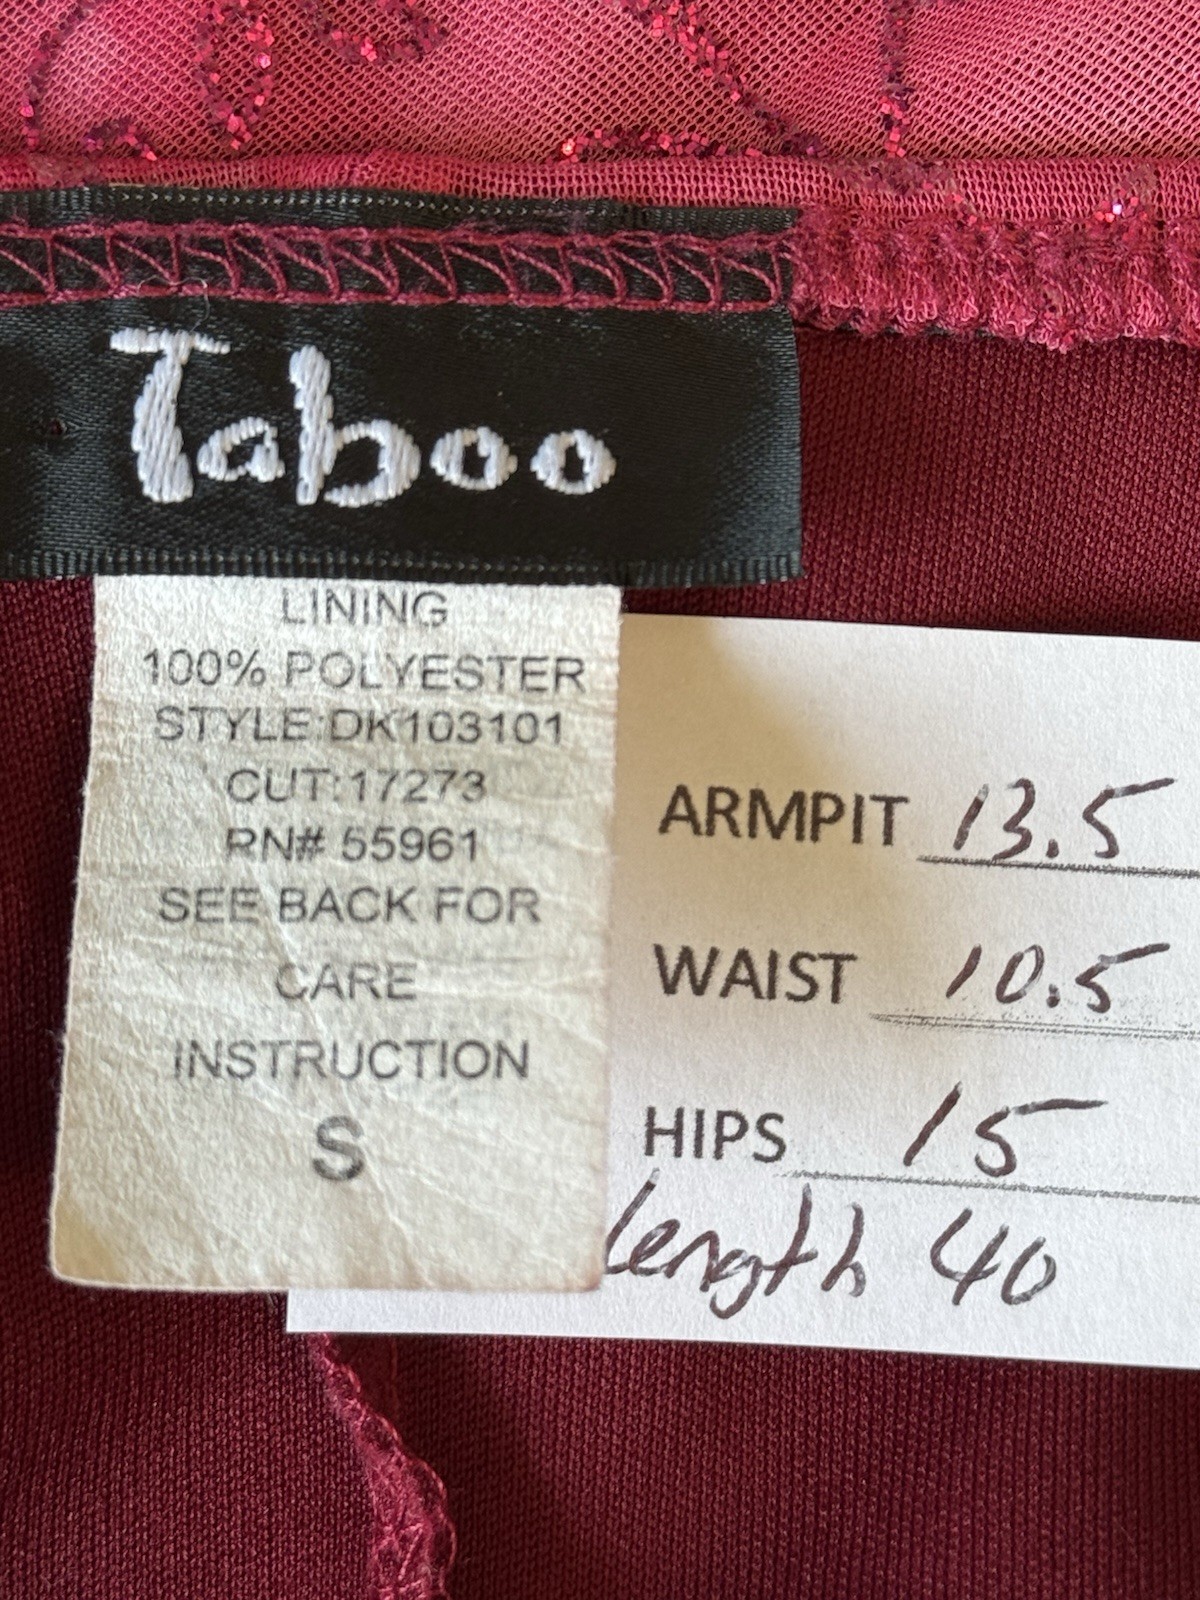 Taboo
LINING
100% POLYESTER
STYLE:DK103101
CUT:17273
RN# 55961
SEE BACK FOR
CARE
INSTRUCTION
S
ARMPIT 13.5
WAIST 10.5
HIPS 15
length 40